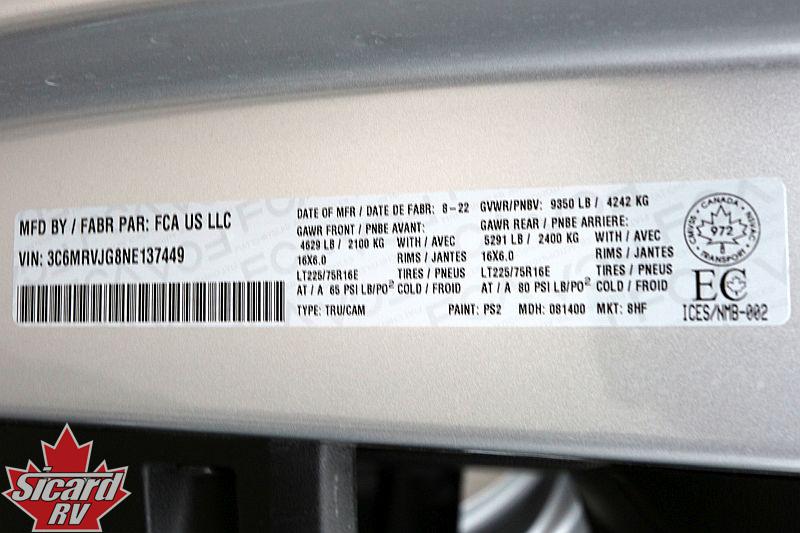 MFD BY / FABR PAR: FCA US LLC
VIN: 3C6MRVJG8NE137449
DATE OF MFR / DATE DE FABR: 8-22
GAWR FRONT / PNBE AVANT:
4629 LB / 2100 KG WITH / AVEC
16X6.0 RIMS / JANTES
LT225/75R16E TIRES / PNEUS
AT / A 65 PSI LB/PO² COLD / FROID
TYPE: TRU/CAM
GVWR/PNBV: 9350 LB / 4242 KG
GAWR REAR / PNBE ARRIERE:
5291 LB / 2400 KG WITH / AVEC
16X6.0 RIMS / JANTES
LT225/75R16E TIRES / PNEUS
AT / A 80 PSI LB/PO² COLD / FROID
PAINT: PS2 MDH: 081400 MKT: 8HF
CANADA
CMVSS 972 NSVAC
8
TRANSPORT
EC
ICES/NMB-002
Sicard
RV